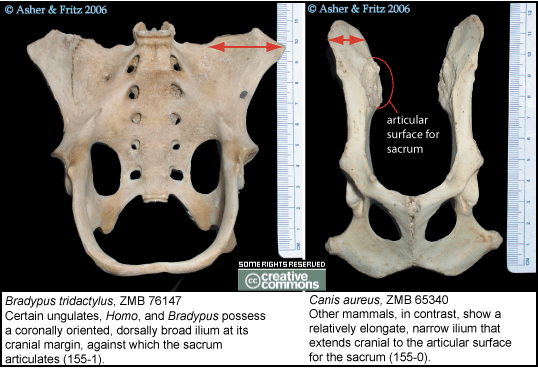 © Asher & Fritz 2006
© Asher & Fritz 2006
articular
surface for
sacrum
SOME RIGHTS RESERVED
cc creative
commons
Bradypus tridactylus, ZMB 76147
Certain ungulates, Homo, and Bradypus possess
a coronally oriented, dorsally broad ilium at its
cranial margin, against which the sacrum
articulates (155-1).
Canis aureus, ZMB 65340
Other mammals, in contrast, show a
relatively elongate, narrow ilium that
extends cranial to the articular surface
for the sacrum (155-0).